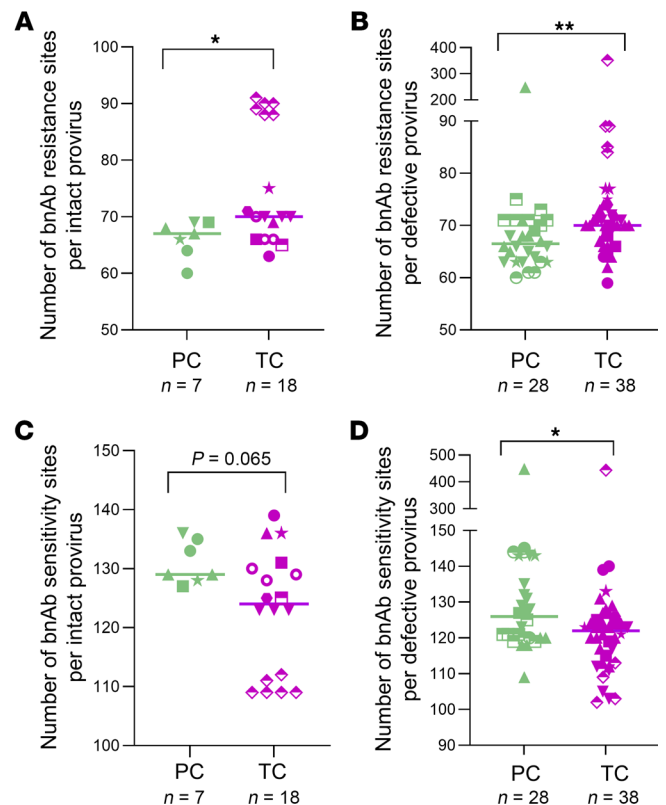 A
Number of bnAb resistance sites
per intact provirus
100
90
80
70
60
50
*
PC
TC
n = 7
n = 18
B
Number of bnAb resistance sites
per defective provirus
400
300
200
90
80
70
60
50
**
PC
TC
n = 28
n = 38
C
Number of bnAb sensitivity sites
per intact provirus
150
140
130
120
110
100
P = 0.065
PC
TC
n = 7
n = 18
D
Number of bnAb sensitivity sites
per defective provirus
500
400
300
150
140
130
120
110
100
90
*
PC
TC
n = 28
n = 38